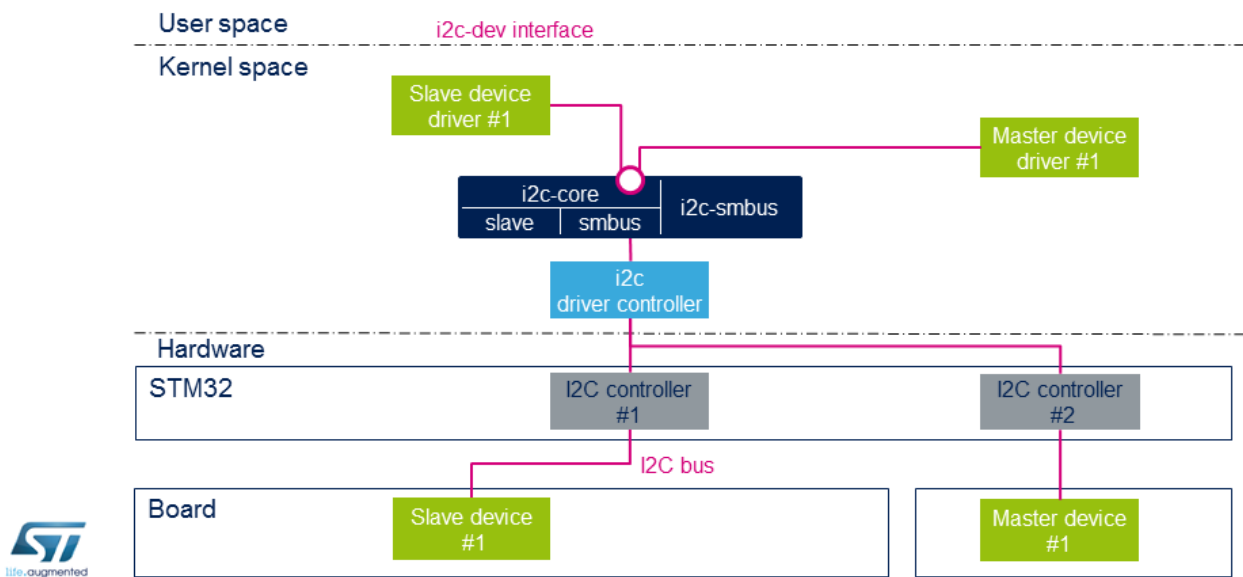 User space
i2c-dev interface
Kernel space
Slave device
driver #1
Master device
driver #1
i2c-core
slave
smbus
i2c-smbus
i2c
driver controller
Hardware
STM32
I2C controller
#1
I2C controller
#2
I2C bus
Board
Slave device
#1
Master device
#1
ST
life.augmented